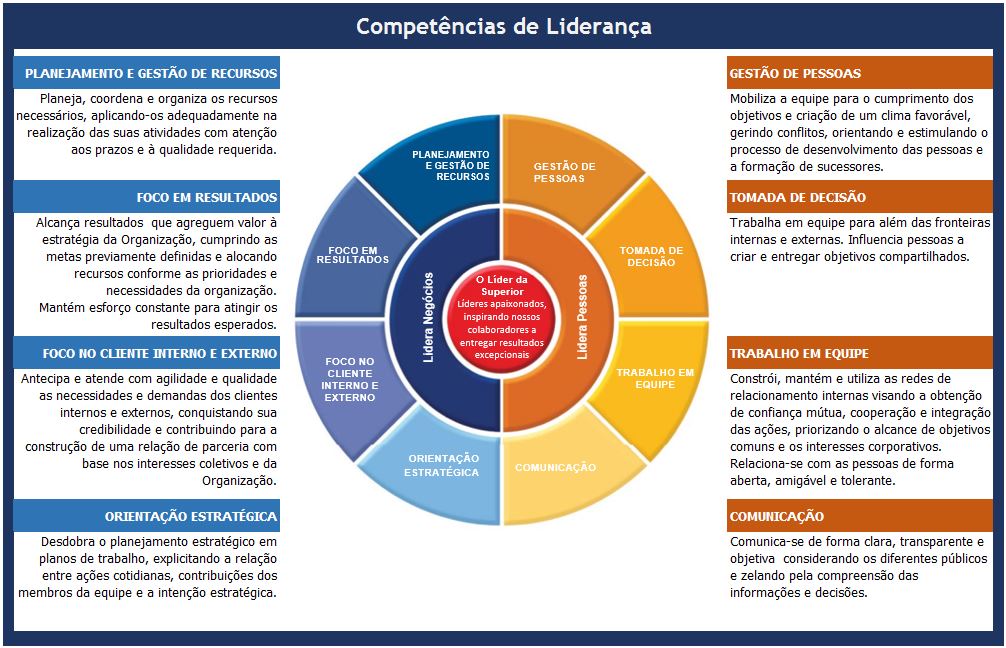 Competências de Liderança
PLANEJAMENTO E GESTÃO DE RECURSOS
Planeja, coordena e organiza os recursos
necessários, aplicando-os adequadamente na
realização das suas atividades com atenção
aos prazos e à qualidade requerida.
FOCO EM RESULTADOS
Alcança resultados  que agreguem valor à
estratégia da Organização, cumprindo as
metas previamente definidas e alocando
recursos conforme as prioridades e
necessidades da organização.
Mantém esforço constante para atingir os
resultados esperados.
FOCO NO CLIENTE INTERNO E EXTERNO
Antecipa e atende com agilidade e qualidade
as necessidades e demandas dos clientes
internos e externos, conquistando sua
credibilidade e contribuindo para a
construção de uma relação de parceria com
base nos interesses coletivos e da
Organização.
ORIENTAÇÃO ESTRATÉGICA
Desdobra o planejamento estratégico em
planos de trabalho, explicitando a relação
entre ações cotidianas, contribuições dos
membros da equipe e a intenção estratégica.
PLANEJAMENTO
E GESTÃO DE
RECURSOS
GESTÃO DE
PESSOAS
FOCO EM
RESULTADOS
TOMADA DE
DECISÃO
Lidera Negócios
O Líder da
Superior
Líderes apaixonados,
inspirando nossos
colaboradores a
entregar resultados
excepcionais
Lidera Pessoas
FOCO NO
CLIENTE
INTERNO E
EXTERNO
TRABALHO EM
EQUIPE
ORIENTAÇÃO
ESTRATÉGICA
COMUNICAÇÃO
GESTÃO DE PESSOAS
Mobiliza a equipe para o cumprimento dos
objetivos e criação de um clima favorável,
gerindo conflitos, orientando e estimulando o
processo de desenvolvimento das pessoas e
a formação de sucessores.
TOMADA DE DECISÃO
Trabalha em equipe para além das fronteiras
internas e externas. Influencia pessoas a
criar e entregar objetivos compartilhados.
TRABALHO EM EQUIPE
Constrói, mantém e utiliza as redes de
relacionamento internas visando a obtenção
de confiança mútua, cooperação e integração
das ações, priorizando o alcance de objetivos
comuns e os interesses corporativos.
Relaciona-se com as pessoas de forma
aberta, amigável e tolerante.
COMUNICAÇÃO
Comunica-se de forma clara, transparente e
objetiva  considerando os diferentes públicos
e zelando pela compreensão das
informações e decisões.